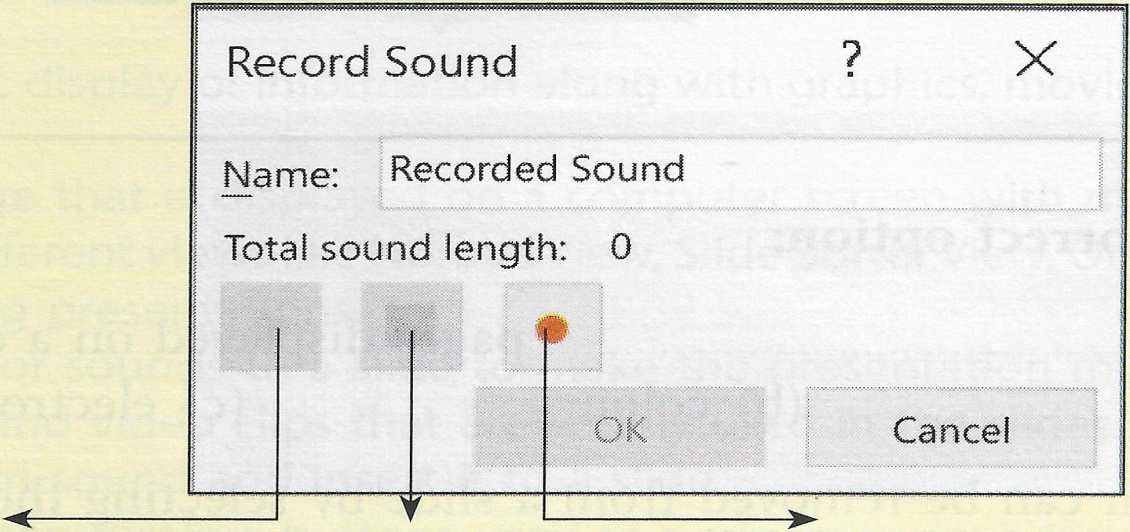 Record Sound ? X
Name: Recorded Sound
Total sound length: 0
OK Cancel